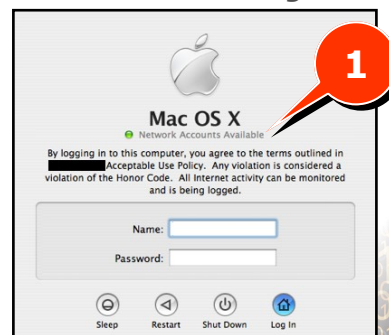 1
Mac OS X
Network Accounts Available
By logging in to this computer, you agree to the terms outlined in
Acceptable Use Policy. Any violation is considered a
violation of the Honor Code. All Internet activity can be monitored
and is being logged.
Name:
Password:
Sleep Restart Shut Down Log In